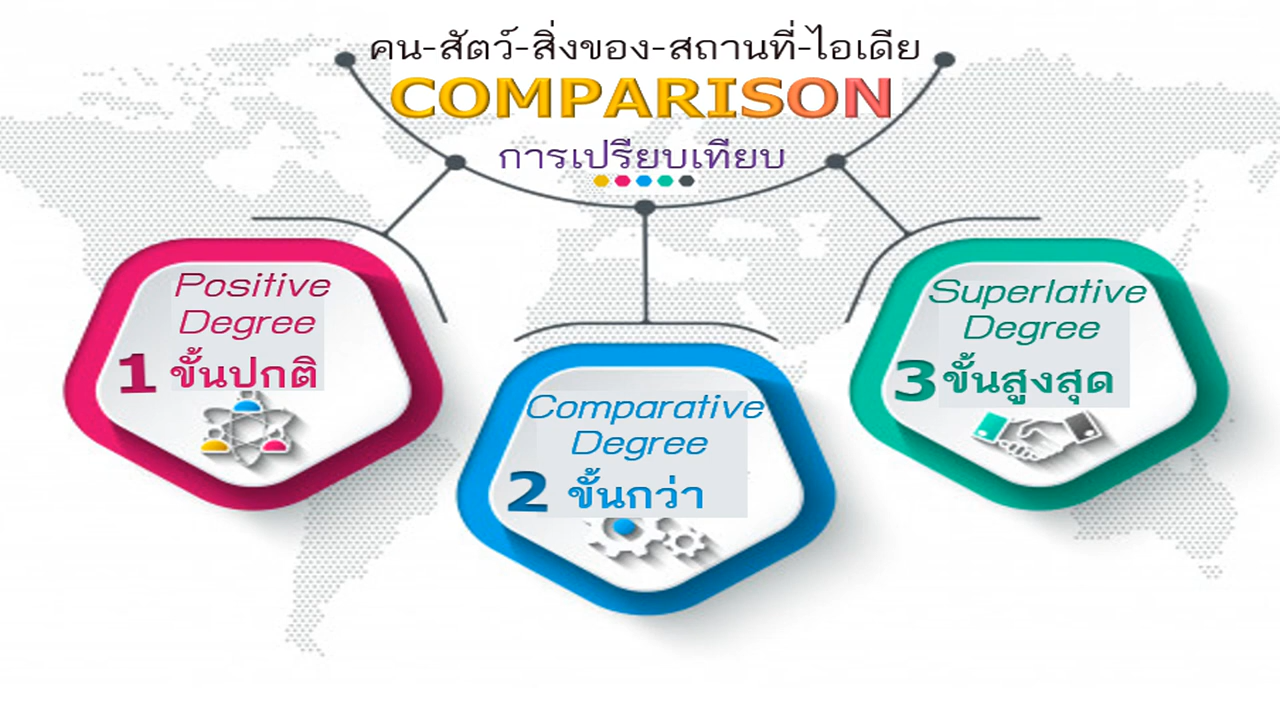 คน-สัตว์-สิ่งของ-สถานที่-ไอเดีย
COMPARISON
การเปรียบเทียบ
Positive
Degree
1 ขั้นปกติ
Comparative
Degree
2 ขั้นกว่า
Superlative
Degree
3 ขั้นสูงสุด